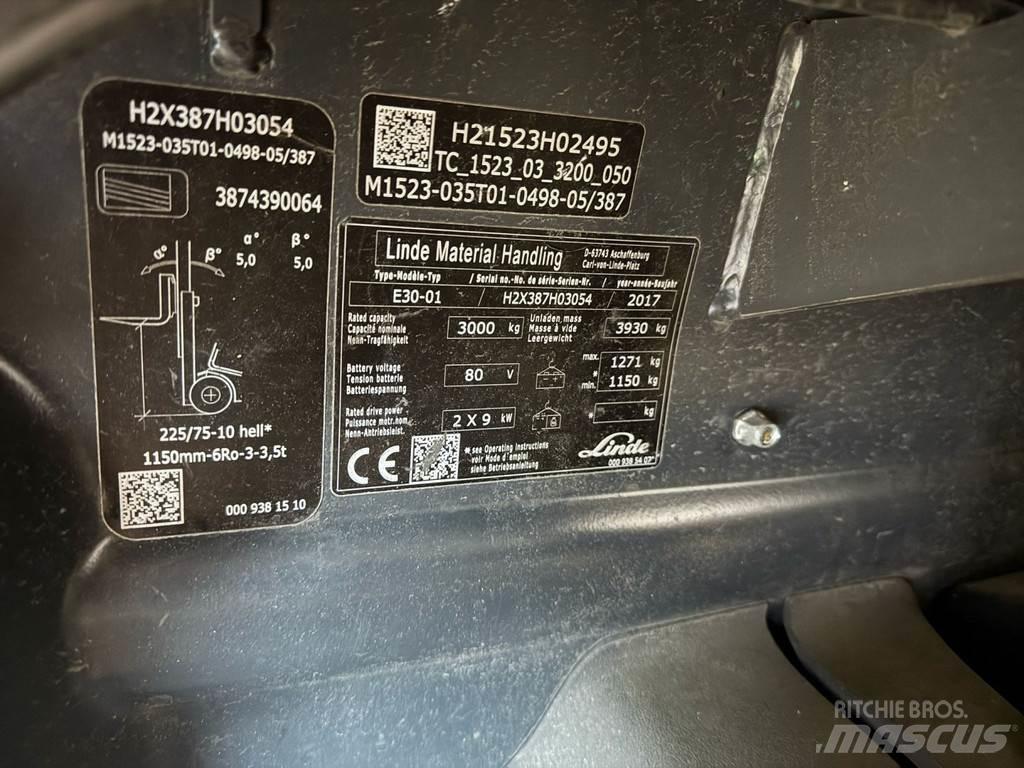 H2X387H03054
M1523-035T01-0498-05/387
3874390064
α° β°
5,0 5,0
α° β°
225/75-10 hell*
1150mm-6Ro-3-3,5t
000 938 15 10
H21523H02495
TC_1523_03_3200_050
M1523-035T01-0498-05/387
Linde Material Handling
D-63743 Aschaffenburg
Carl-von-Linde-Platz
Type-Modèle-Typ / Serial no.-No. de série-Serien-Nr. / year-année-Baujahr
E30-01 / H2X387H03054 / 2017
Rated capacity
Capacité nominale
Nenn-Tragfähigkeit
3000 kg
Unladen mass
Masse à vide
Leergewicht
3930 kg
Battery voltage
Tension batterie
Batteriespannung
80 V
max. 1271 kg
*
min. 1150 kg
Rated drive power
Puissance motr.nom.
Nenn-Antriebsleist.
2 X 9 kW
* kg
CE
*see Operating Instructions
voir Mode d'emploi
siehe Betriebsanleitung
Linde
000 938 54 07
RITCHIE BROS.
MASCUS